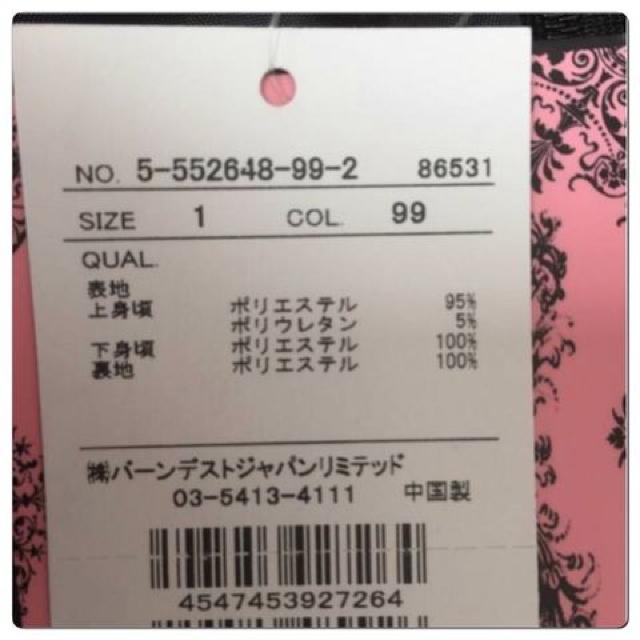 NO. 5-552648-99-2 86531
SIZE 1 COL. 99
QUAL.
表地
上身頃 ポリエステル 95%
ポリウレタン 5%
下身頃 ポリエステル 100%
裏地 ポリエステル 100%
㈱バーンデストジャパンリミテッド
03-5413-4111 中国製
4547453927264